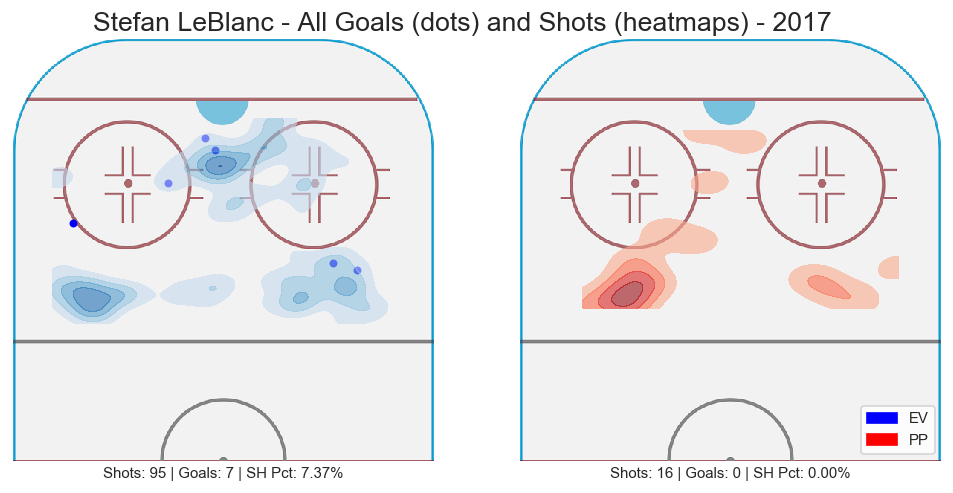 Stefan LeBlanc - All Goals (dots) and Shots (heatmaps) - 2017
EV
PP
Shots: 95 | Goals: 7 | SH Pct: 7.37%
Shots: 16 | Goals: 0 | SH Pct: 0.00%